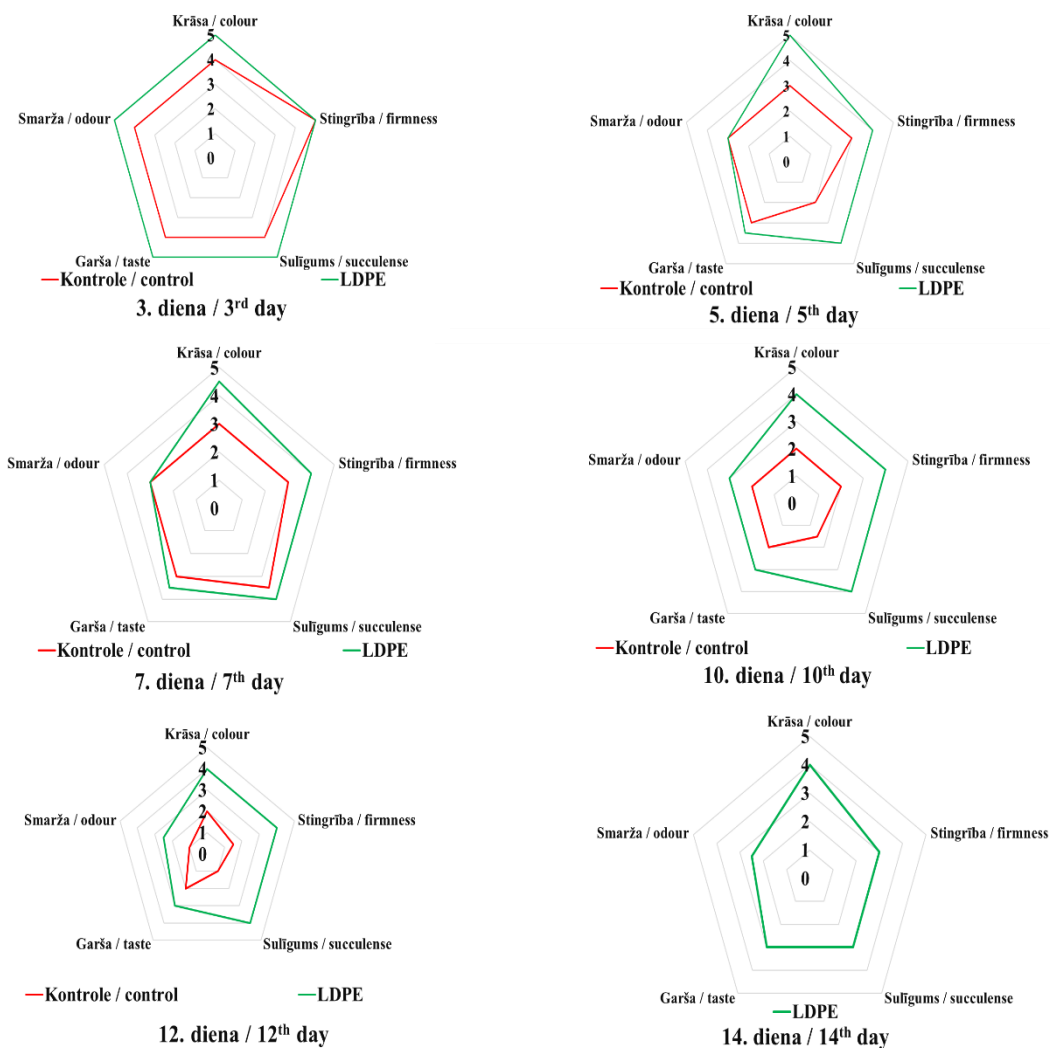 Krāsa / colour
5
4
3
2
1
0
Smarža / odour
Stingrība / firmness
Garša / taste
Sulīgums / succulense
Kontrole / control
LDPE
3. diena / 3rd day
Krāsa / colour
5
4
3
2
1
0
Smarža / odour
Stingrība / firmness
Garša / taste
Sulīgums / succulense
Kontrole / control
LDPE
5. diena / 5th day
Krāsa / colour
5
4
3
2
1
0
Smarža / odour
Stingrība / firmness
Garša / taste
Sulīgums / succulense
Kontrole / control
LDPE
7. diena / 7th day
Krāsa / colour
5
4
3
2
1
0
Smarža / odour
Stingrība / firmness
Garša / taste
Sulīgums / succulense
Kontrole / control
LDPE
10. diena / 10th day
Krāsa / colour
5
4
3
2
1
0
Smarža / odour
Stingrība / firmness
Garša / taste
Sulīgums / succulense
Kontrole / control
LDPE
12. diena / 12th day
Krāsa / colour
5
4
3
2
1
0
Smarža / odour
Stingrība / firmness
Garša / taste
Sulīgums / succulense
LDPE
14. diena / 14th day